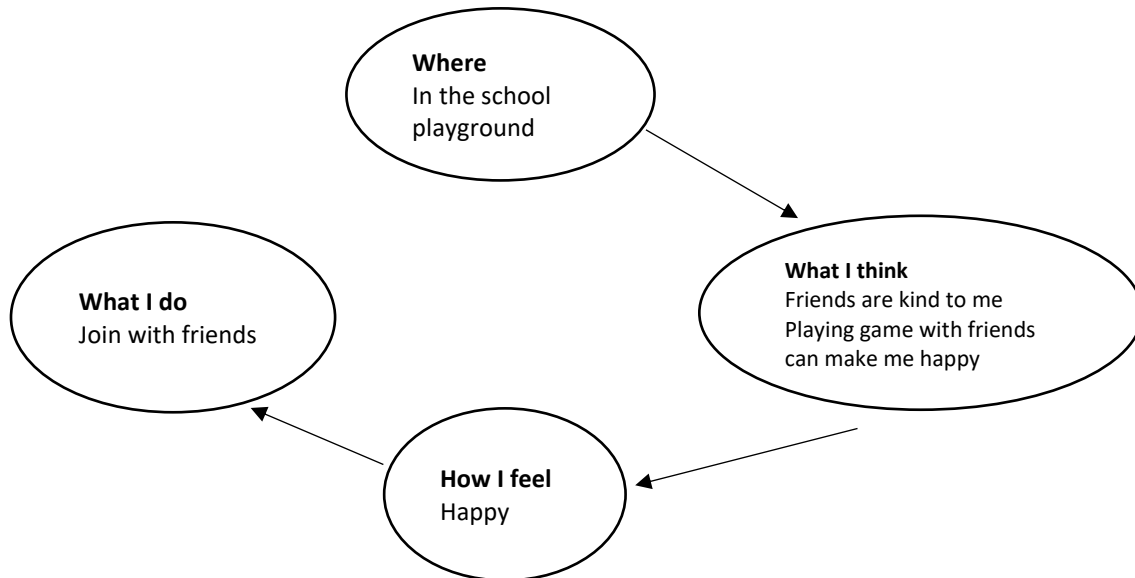 Where
In the school
playground
What I think
Friends are kind to me
Playing game with friends
can make me happy
How I feel
Happy
What I do
Join with friends